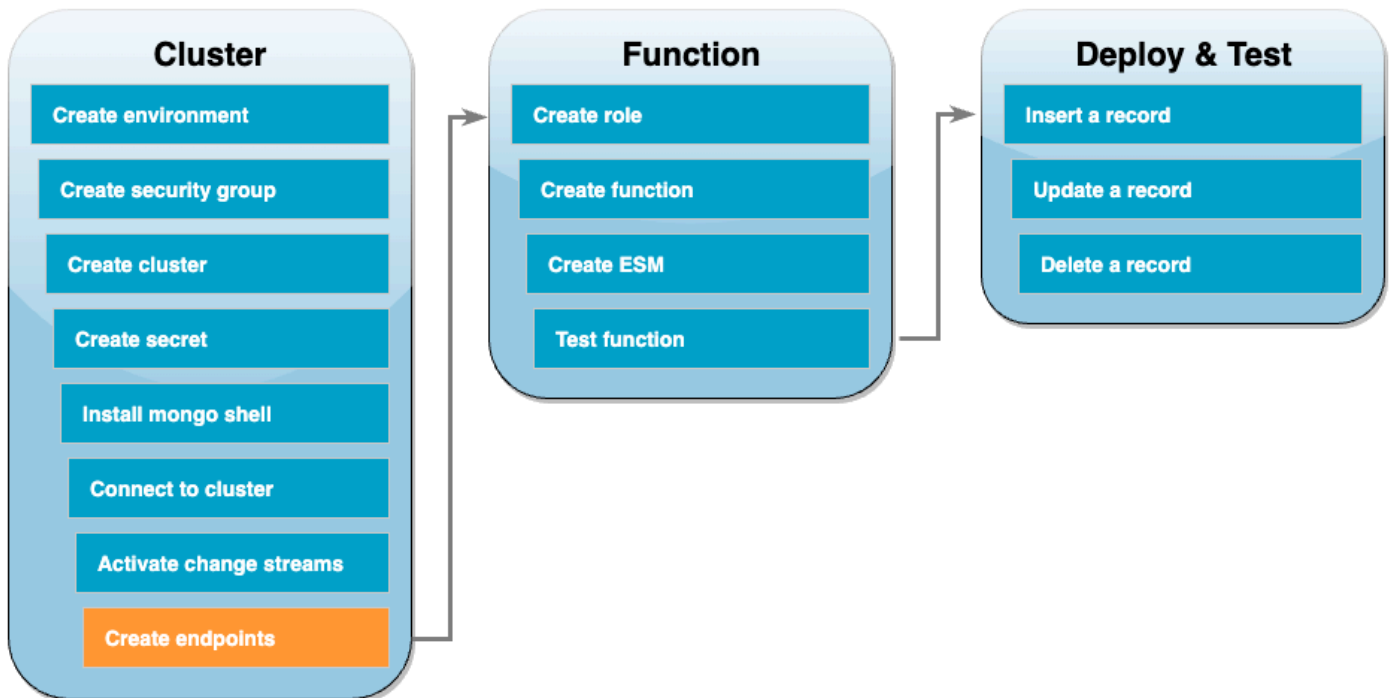 Cluster
Create environment
Create security group
Create cluster
Create secret
Install mongo shell
Connect to cluster
Activate change streams
Create endpoints
Function
Create role
Create function
Create ESM
Test function
Deploy & Test
Insert a record
Update a record
Delete a record